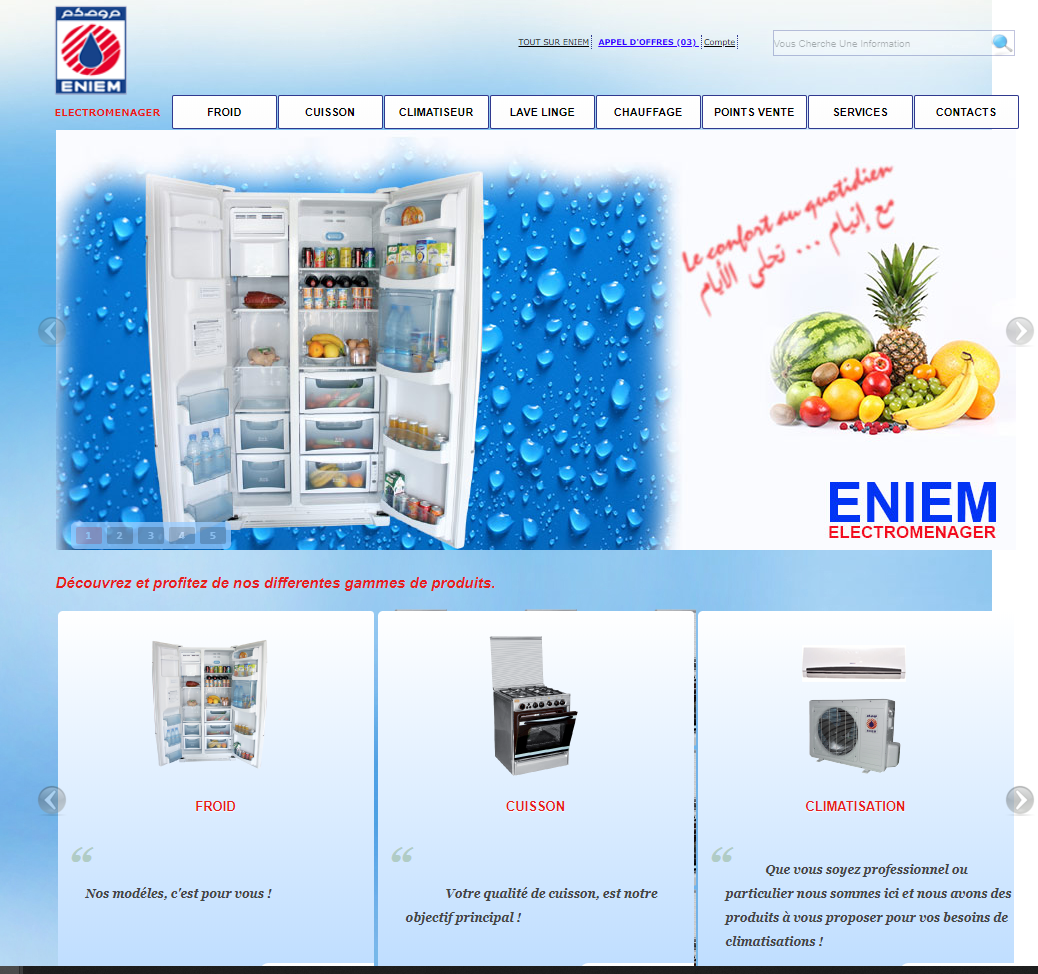 مروصكم
ENIEM
TOUT SUR ENIEM
APPEL D'OFFRES (03)
Compte
Vous Cherche Une Information
ELECTROMENAGER
FROID
CUISSON
CLIMATISEUR
LAVE LINGE
CHAUFFAGE
POINTS VENTE
SERVICES
CONTACTS
Le confort au quotidien
مع إنيام ... تحلى الأيام
ENIEM
ELECTROMENAGER
1 2 3 4 5
Découvrez et profitez de nos differentes gammes de produits.
FROID
“
Nos modéles, c'est pour vous !
CUISSON
“
Votre qualité de cuisson, est notre
objectif principal !
ENIEM
CLIMATISATION
“
Que vous soyez professionnel ou
particulier nous sommes ici et nous avons des
produits à vous proposer pour vos besoins de
climatisations !